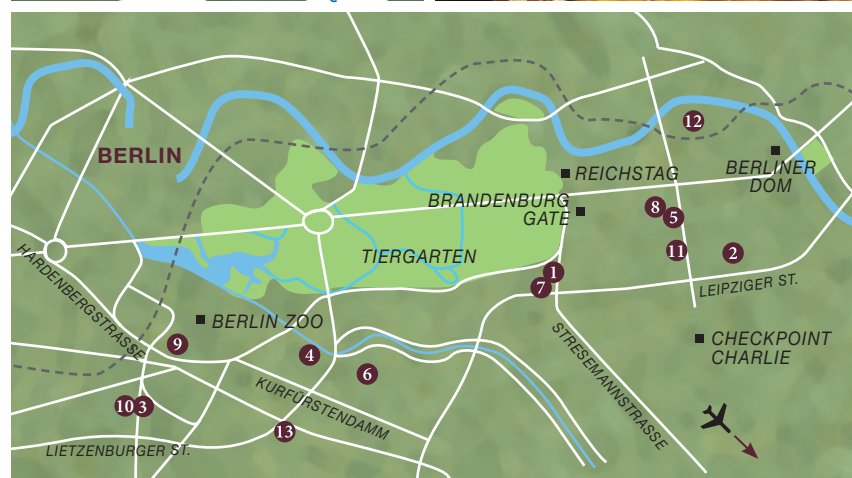 12
BERLIN
REICHSTAG
BERLINER
DOM
BRANDENBURG
GATE
8
5
TIERGARTEN
11
2
HARDENBERGSTRASSE
1
7
LEIPZIGER ST.
BERLIN ZOO
9
4
STRESEMANNSTRASSE
CHECKPOINT
CHARLIE
6
KURFÜRSTENDAMM
10
3
13
LIETZENBURGER ST.